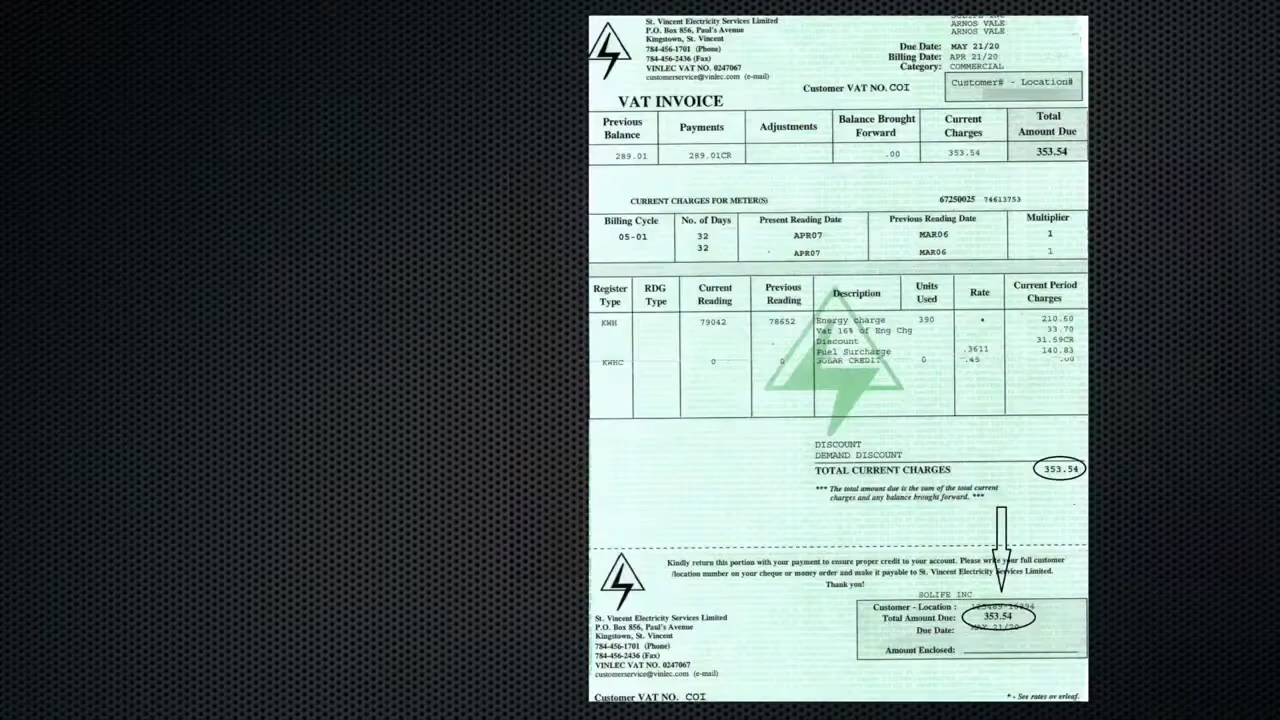 St. Vincent Electricity Services Limited
P.O. Box 856, Paul's Avenue
Kingstown, St. Vincent
784-456-1701 (Phone)
784-456-2436 (Fax)
VINLEC VAT NO. 0247067
customerservice@vinlec.com (e-mail)
SOLIFE INC
ARNOS VALE
ARNOS VALE
Due Date: MAY 21/20
Billing Date: APR 21/20
Category: COMMERCIAL
Customer# - Location#
Customer VAT NO. COI
VAT INVOICE
Previous Balance Payments Adjustments Balance Brought Forward Current Charges Total Amount Due
289.01 289.01CR .00 353.54 353.54
CURRENT CHARGES FOR METER(S) 67250025 74613753
Billing Cycle No. of Days Present Reading Date Previous Reading Date Multiplier
05-01 32 APR07 MAR06 1
32 APR07 MAR06 1
Register Type RDG Type Current Reading Previous Reading Description Units Used Rate Current Period Charges
KWH 79042 78652 Energy charge 390 * 210.60
Vat 16% of Eng Chg 33.70
Discount 31.59CR
Fuel Surcharge .3611 140.83
KWHC 0 0 SOLAR CREDIT 0 .45 .00
DISCOUNT
DEMAND DISCOUNT
TOTAL CURRENT CHARGES 353.54
*** The total amount due is the sum of the total current
charges and any balance brought forward. ***
Kindly return this portion with your payment to ensure proper credit to your account. Please write your full customer
/location number on your cheque or money order and make it payable to St. Vincent Electricity Services Limited.
Thank you!
SOLIFE INC
Customer - Location :
Total Amount Due: 353.54
Due Date: MAY 21/20
Amount Enclosed:
St. Vincent Electricity Services Limited
P.O. Box 856, Paul's Avenue
Kingstown, St. Vincent
784-456-1701 (Phone)
784-456-2436 (Fax)
VINLEC VAT NO. 0247067
customerservice@vinlec.com (e-mail)
Customer VAT NO. COI
* - See rates overleaf.